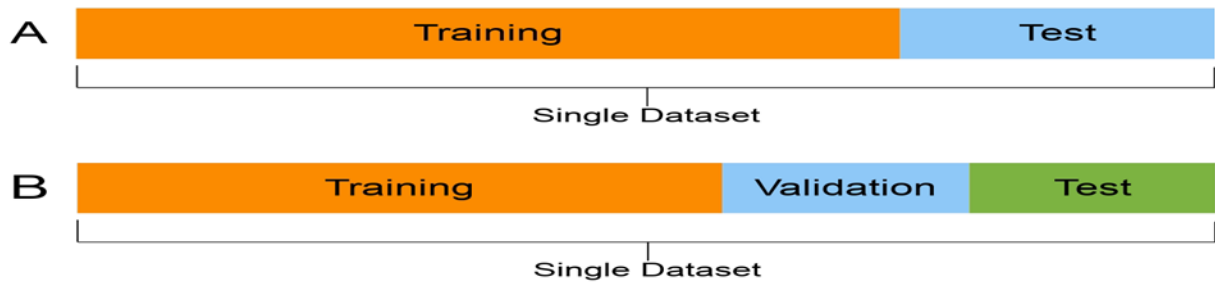 A Training Test
Single Dataset
B Training Validation Test
Single Dataset